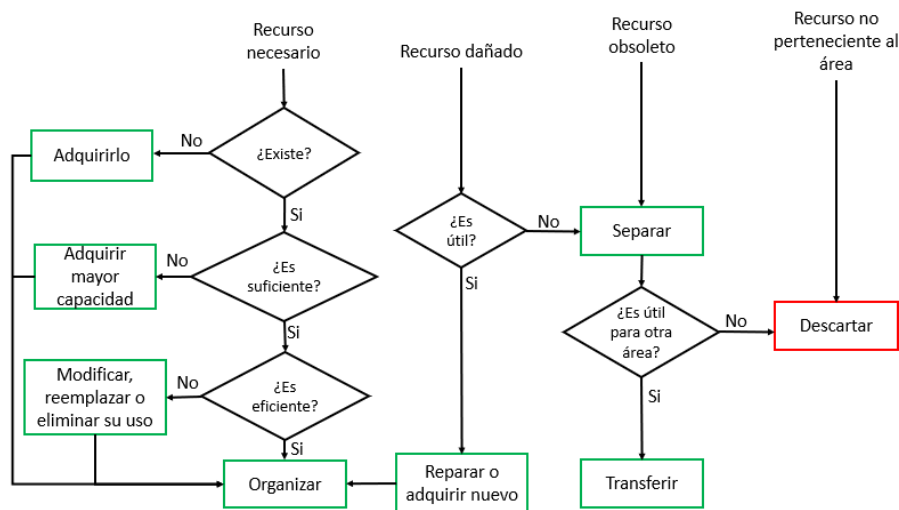 Recurso
necesario
Recurso dañado
Recurso
obsoleto
Recurso no
perteneciente al
área
¿Existe?
No
Adquirirlo
Si
¿Es
suficiente?
No
Adquirir
mayor
capacidad
Si
¿Es
eficiente?
No
Modificar,
reemplazar o
eliminar su uso
Si
Organizar
¿Es
útil?
No
Si
Reparar o
adquirir nuevo
Separar
¿Es útil
para otra
área?
No
Descartar
Si
Transferir